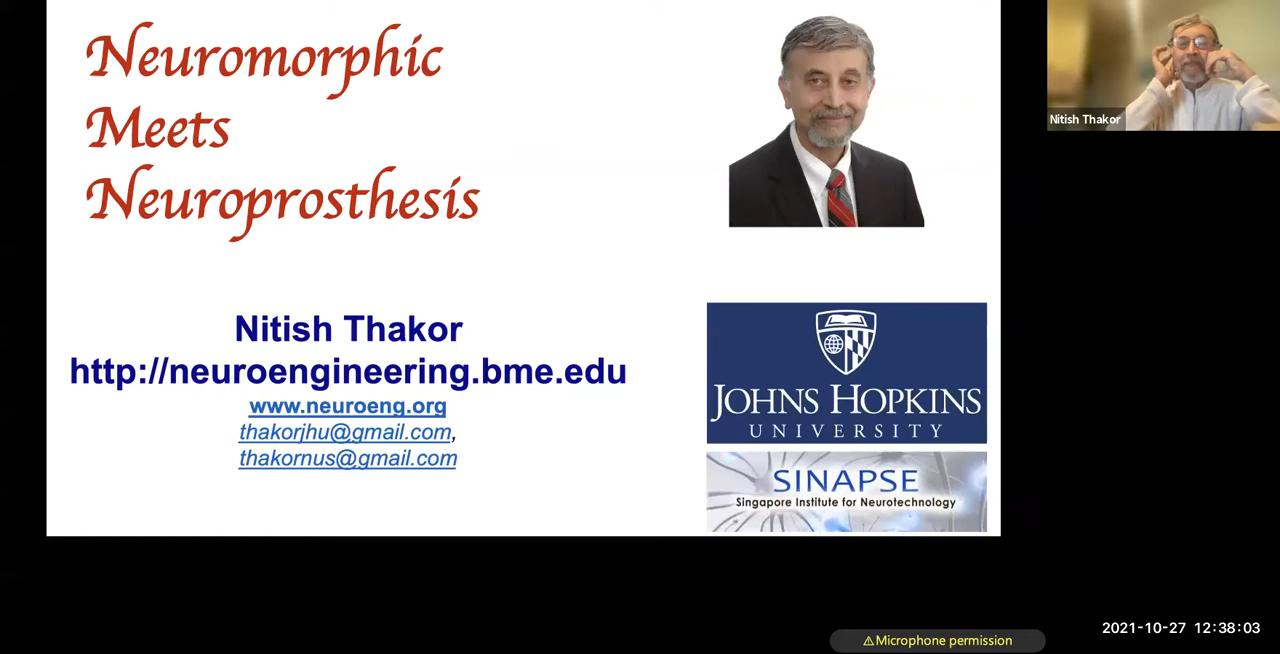 Neuromorphic
Meets
Neuroprosthesis
Nitish Thakor
http://neuroengineering.bme.edu
www.neuroeng.org
thakorjhu@gmail.com,
thakornus@gmail.com
JOHNS HOPKINS
UNIVERSITY
SINAPSE
Singapore Institute for Neurotechnology
Nitish Thakor
2021-10-27 12:38:03
⚠Microphone permission